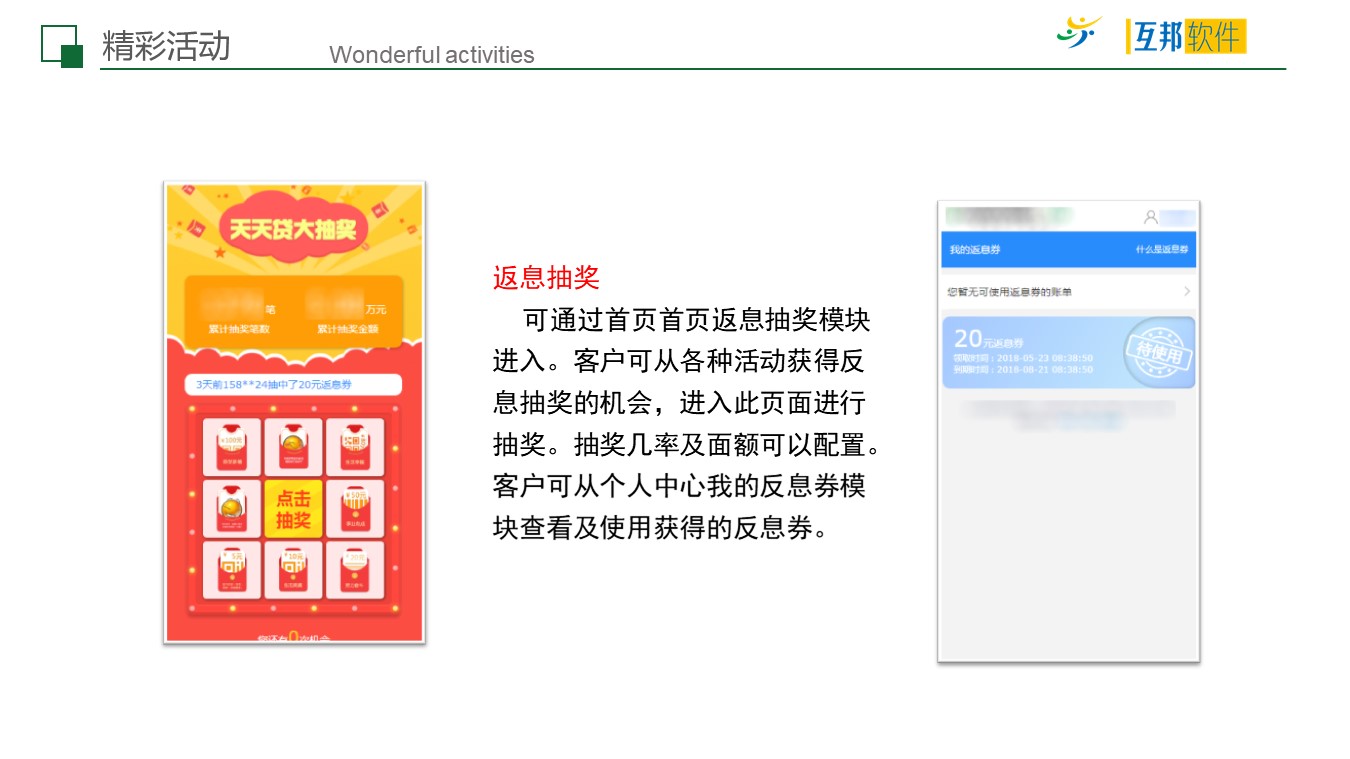 精彩活动
Wonderful activities
互邦软件
天天贷大抽奖
笔
万元
累计抽奖笔数
累计抽奖金额
3天前158**24抽中了20元返息券
¥50元
点击
抽奖
5元
10元
返息抽奖
可通过首页首页返息抽奖模块
进入。客户可从各种活动获得反
息抽奖的机会，进入此页面进行
抽奖。抽奖几率及面额可以配置。
客户可从个人中心我的反息券模
块查看及使用获得的反息券。
我的返息券
什么是返息券
您暂无可使用返息券的账单
20元返息券
领取时间：2018-05-23 08:38:50
到期时间：2018-08-21 08:38:50
待使用